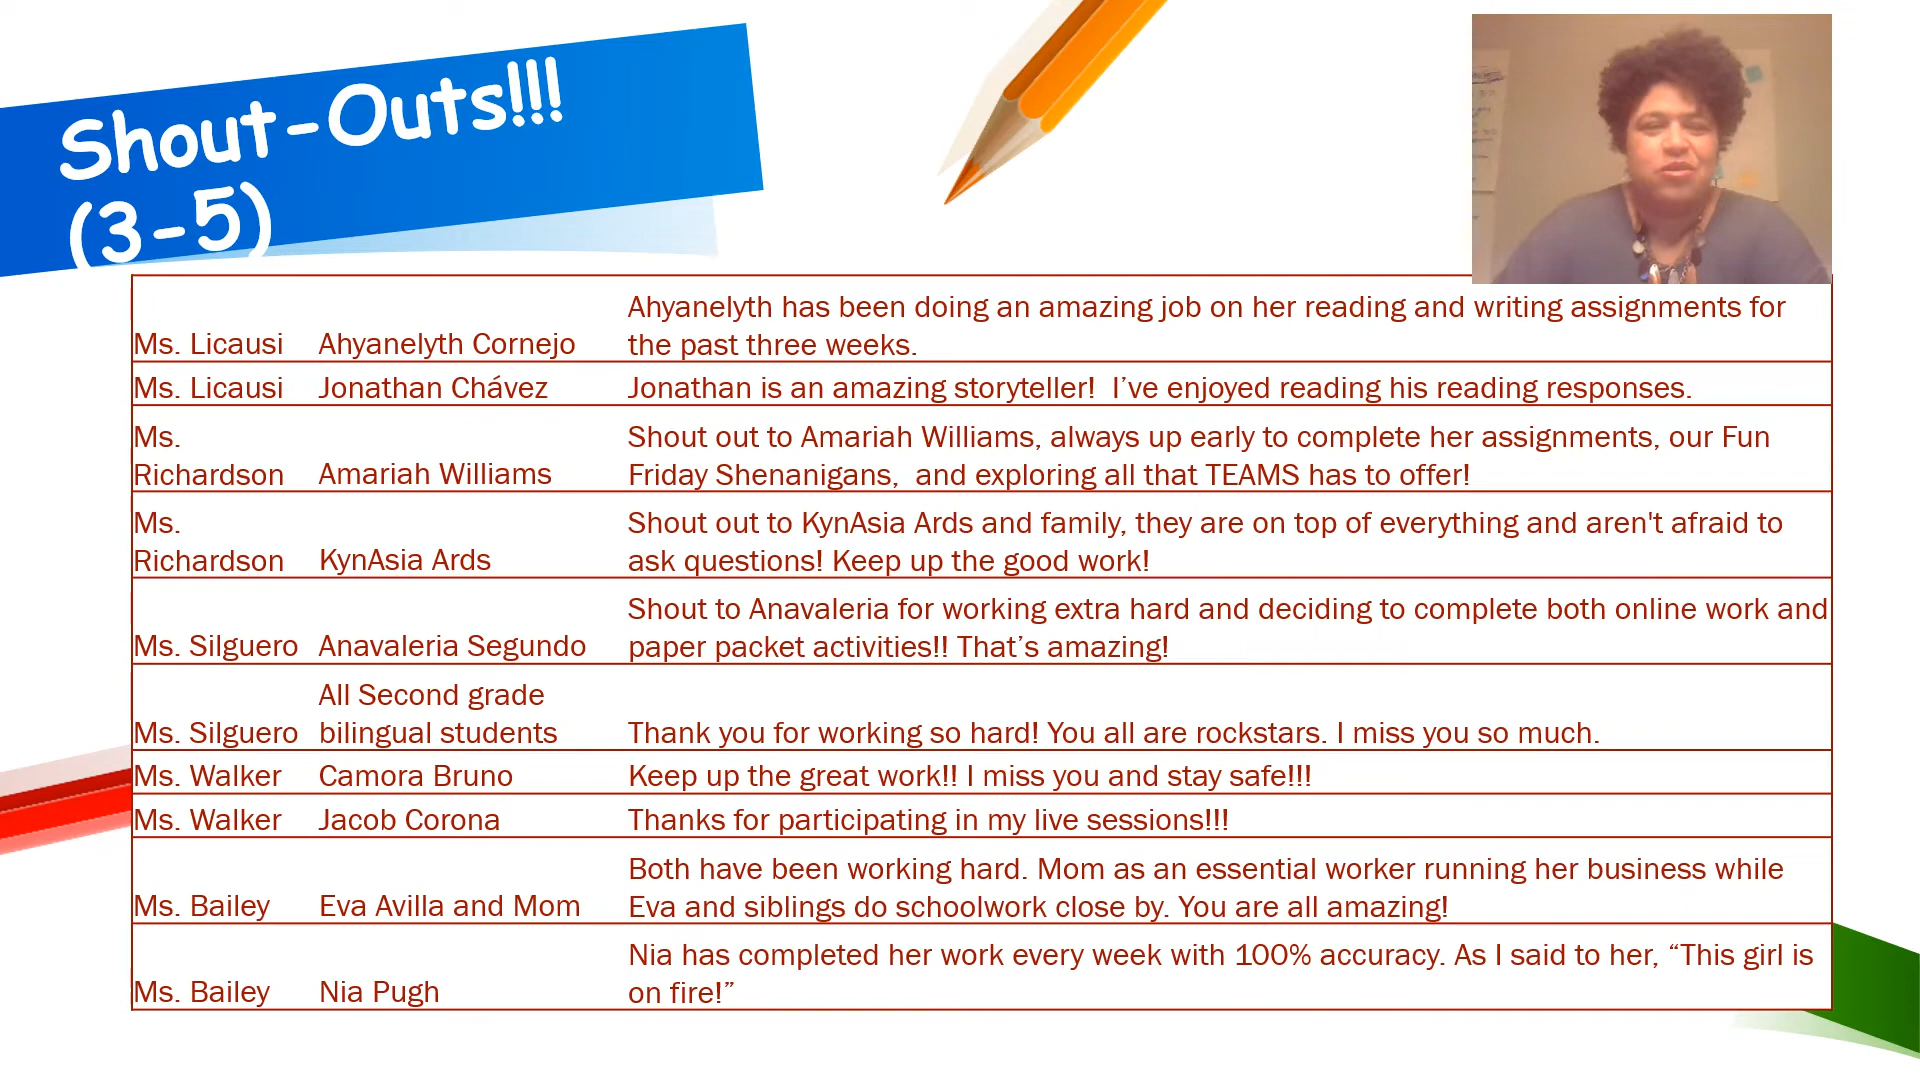 Shout-Outs!!!
(3-5)
Ms. Licausi Ahyanelyth Cornejo Ahyanelyth has been doing an amazing job on her reading and writing assignments for
the past three weeks.
Ms. Licausi Jonathan Chávez Jonathan is an amazing storyteller!  I’ve enjoyed reading his reading responses.
Ms.
Richardson Amariah Williams Shout out to Amariah Williams, always up early to complete her assignments, our Fun
Friday Shenanigans,  and exploring all that TEAMS has to offer!
Ms.
Richardson KynAsia Ards Shout out to KynAsia Ards and family, they are on top of everything and aren't afraid to
ask questions! Keep up the good work!
Ms. Silguero Anavaleria Segundo Shout to Anavaleria for working extra hard and deciding to complete both online work and
paper packet activities!! That’s amazing!
All Second grade
Ms. Silguero bilingual students Thank you for working so hard! You all are rockstars. I miss you so much.
Ms. Walker Camora Bruno Keep up the great work!! I miss you and stay safe!!!
Ms. Walker Jacob Corona Thanks for participating in my live sessions!!!
Ms. Bailey Eva Avilla and Mom Both have been working hard. Mom as an essential worker running her business while
Eva and siblings do schoolwork close by. You are all amazing!
Ms. Bailey Nia Pugh Nia has completed her work every week with 100% accuracy. As I said to her, “This girl is
on fire!”